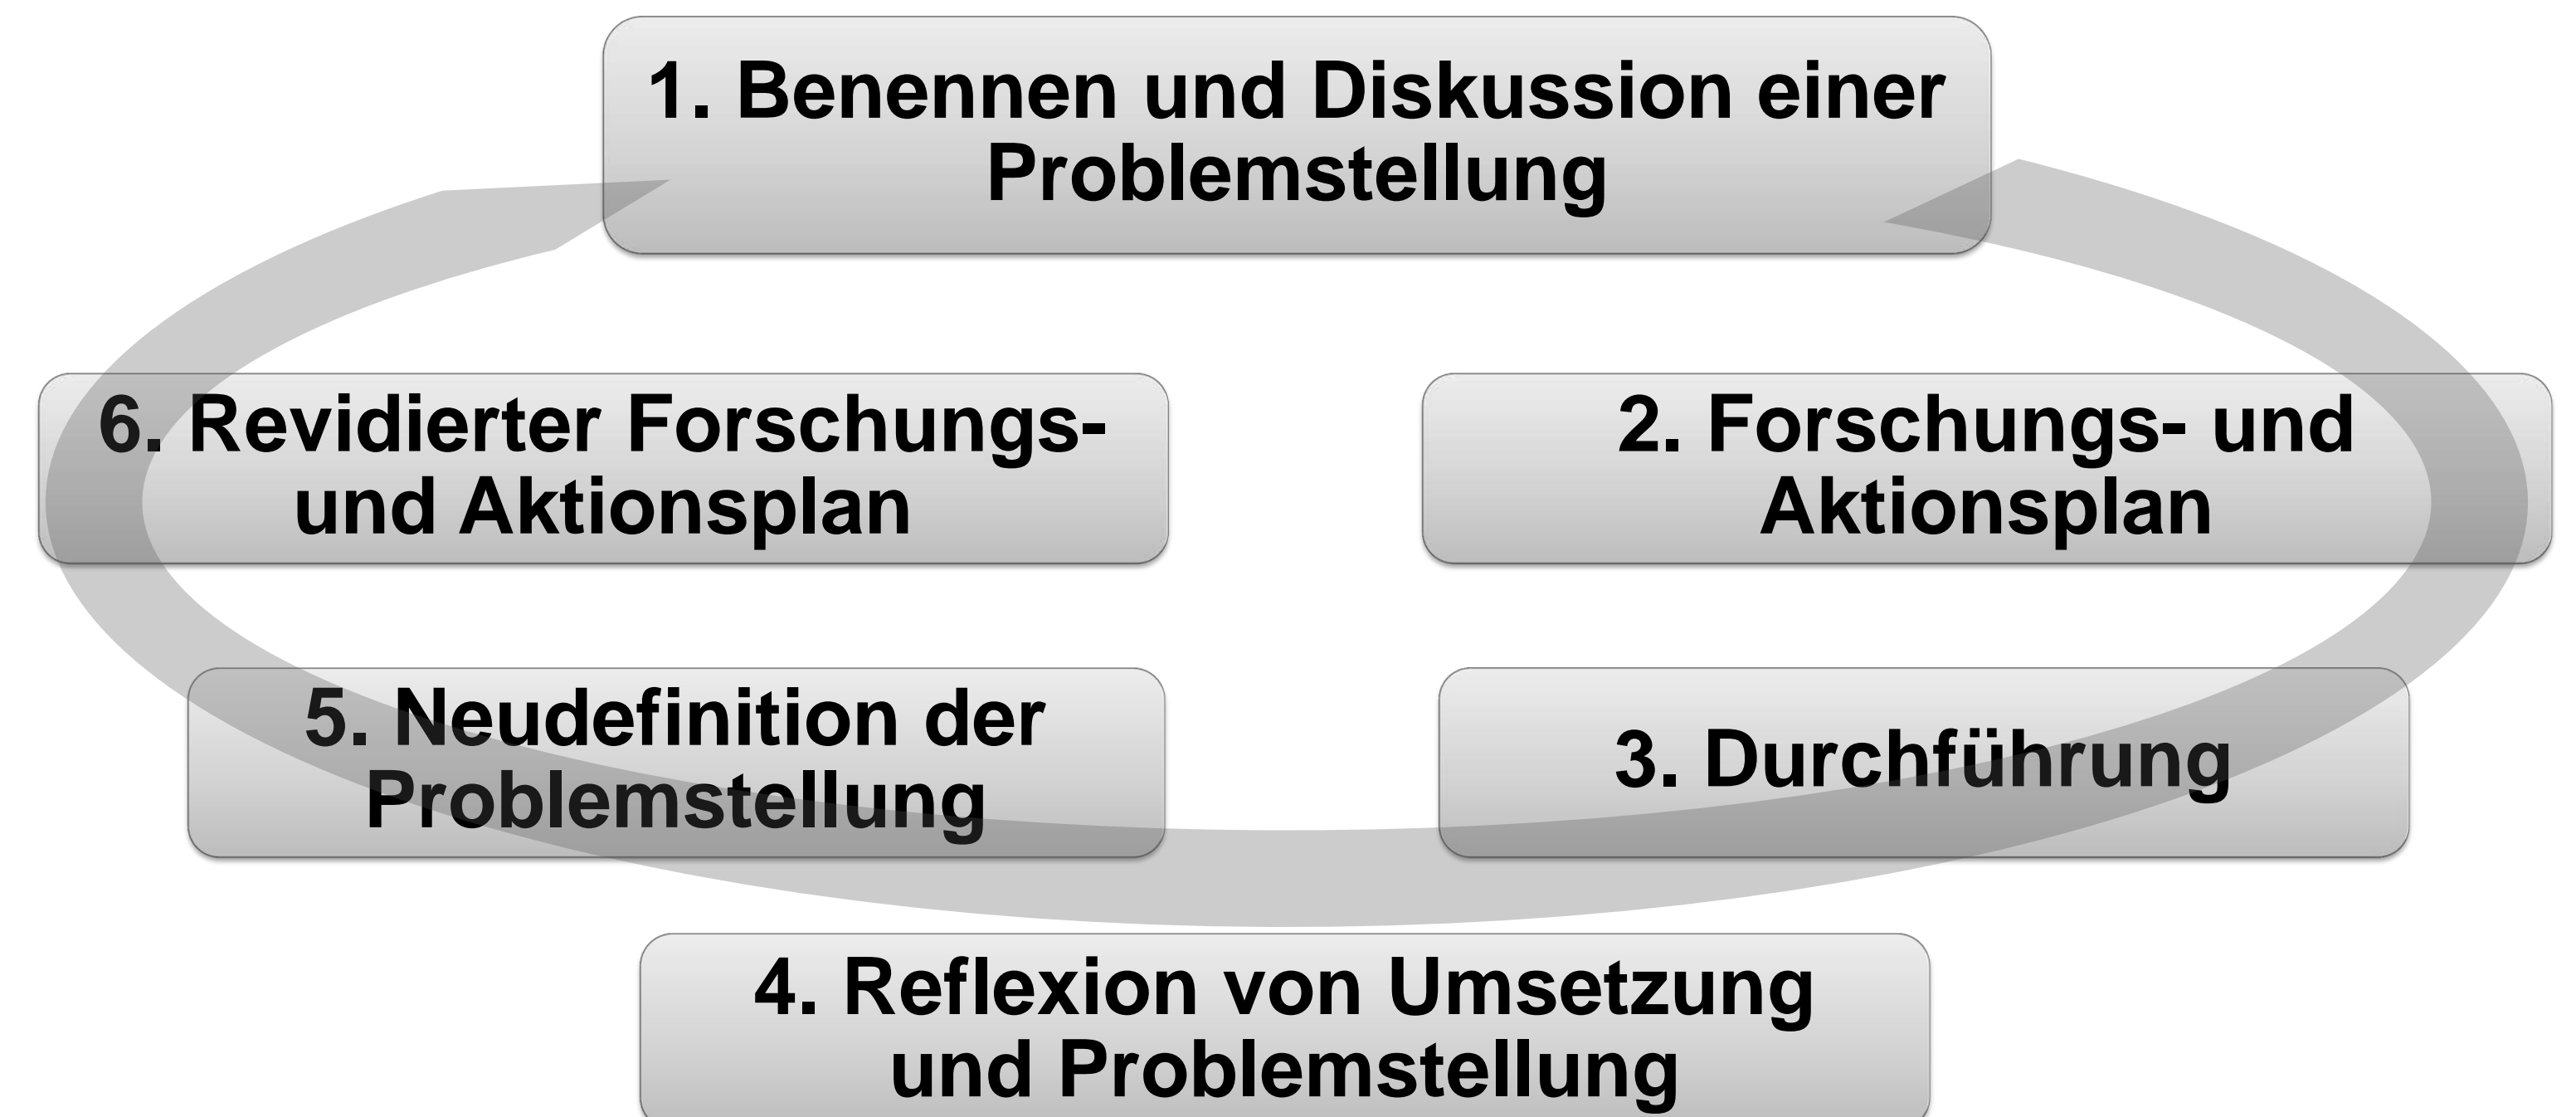 1. Benennen und Diskussion einer
Problemstellung
2. Forschungs- und
Aktionsplan
3. Durchführung
4. Reflexion von Umsetzung
und Problemstellung
5. Neudefinition der
Problemstellung
6. Revidierter Forschungs-
und Aktionsplan